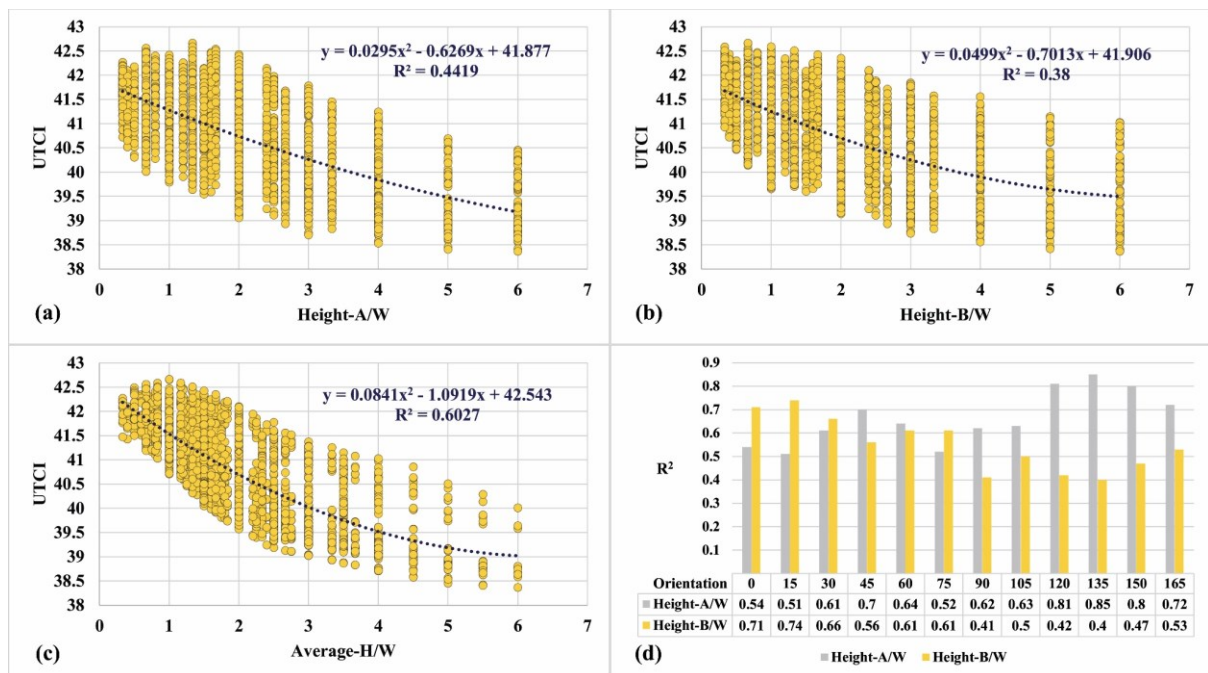 43
42.5
42
41.5
41
40.5
40
39.5
39
38.5
38
UTCI
y = 0.0295x² - 0.6269x + 41.877
R² = 0.4419
0 1 2 3 4 5 6 7
(a)
Height-A/W
43
42.5
42
41.5
41
40.5
40
39.5
39
38.5
38
UTCI
y = 0.0499x² - 0.7013x + 41.906
R² = 0.38
0 1 2 3 4 5 6 7
(b)
Height-B/W
43
42.5
42
41.5
41
40.5
40
39.5
39
38.5
38
UTCI
y = 0.0841x² - 1.0919x + 42.543
R² = 0.6027
0 1 2 3 4 5 6 7
(c)
Average-H/W
0.9
0.8
0.7
0.6
0.5
0.4
0.3
0.2
0.1
R²
Orientation 0 15 30 45 60 75 90 105 120 135 150 165
Height-A/W 0.54 0.51 0.61 0.7 0.64 0.52 0.62 0.63 0.81 0.85 0.8 0.72
Height-B/W 0.71 0.74 0.66 0.56 0.61 0.61 0.41 0.5 0.42 0.4 0.47 0.53
Height-A/W Height-B/W
(d)